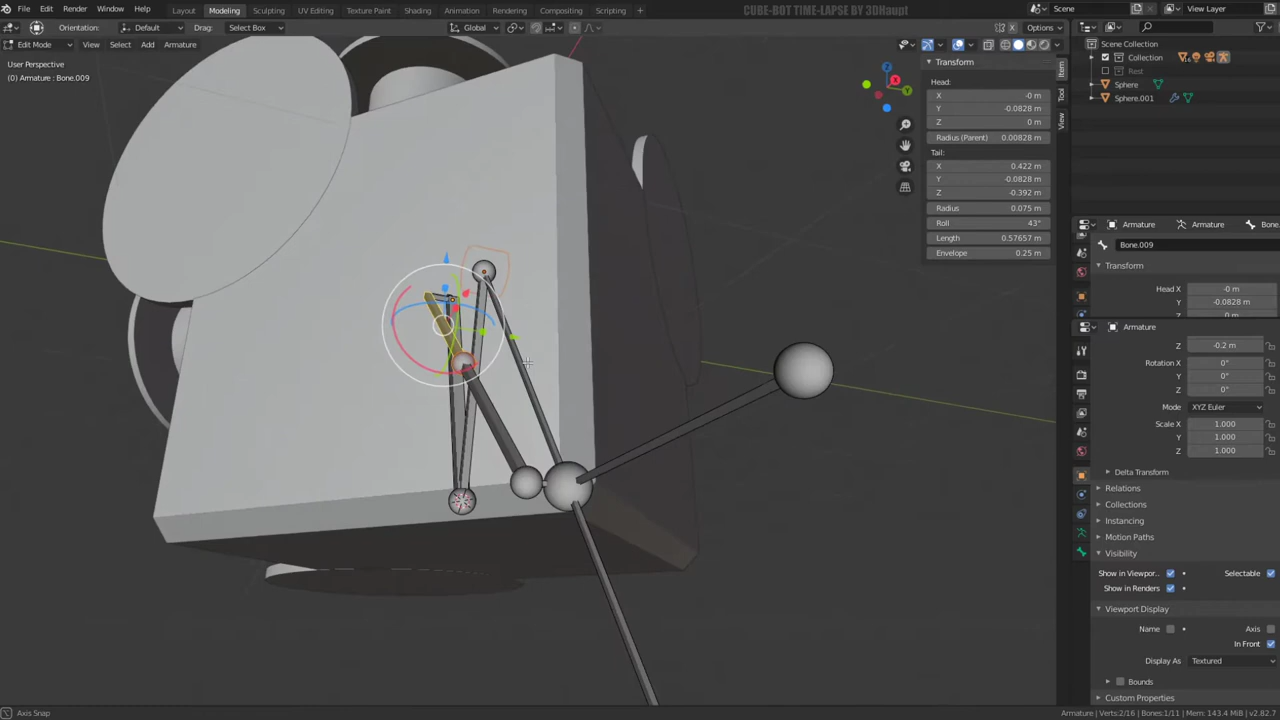 File Edit Render Window Help Layout Modeling Sculpting UV Editing Texture Paint Shading Animation Rendering Compositing Scripting + CUBE-BOT TIME-LAPSE BY 3DHaupt Scene View Layer
Orientation: Default Drag: Select Box Global Options
Edit Mode View Select Add Armature
User Perspective
(0) Armature : Bone.009
Z
X
Y
Transform
Head:
X -0 m
Y -0.0828 m
Z 0 m
Radius (Parent) 0.00828 m
Tail:
X 0.422 m
Y -0.0828 m
Z -0.392 m
Radius 0.075 m
Roll 43°
Length 0.57657 m
Envelope 0.25 m
Item
Tool
View
Scene Collection
Collection
Rest
Sphere
Sphere.001
Armature Armature Bone.
Bone.009
Transform
Head X -0 m
Y -0.0828 m
Z 0 m
Armature
Z -0.2 m
Rotation X 0°
Y 0°
Z 0°
Mode XYZ Euler
Scale X 1.000
Y 1.000
Z 1.000
Delta Transform
Relations
Collections
Instancing
Motion Paths
Visibility
Show in Viewpor.. Selectable
Show in Renders
Viewport Display
Name Axis
In Front
Display As Textured
Bounds
Custom Properties
Axis Snap
Armature | Verts:2/16 | Bones:1/11 | Mem: 143.4 MiB | v2.82.7